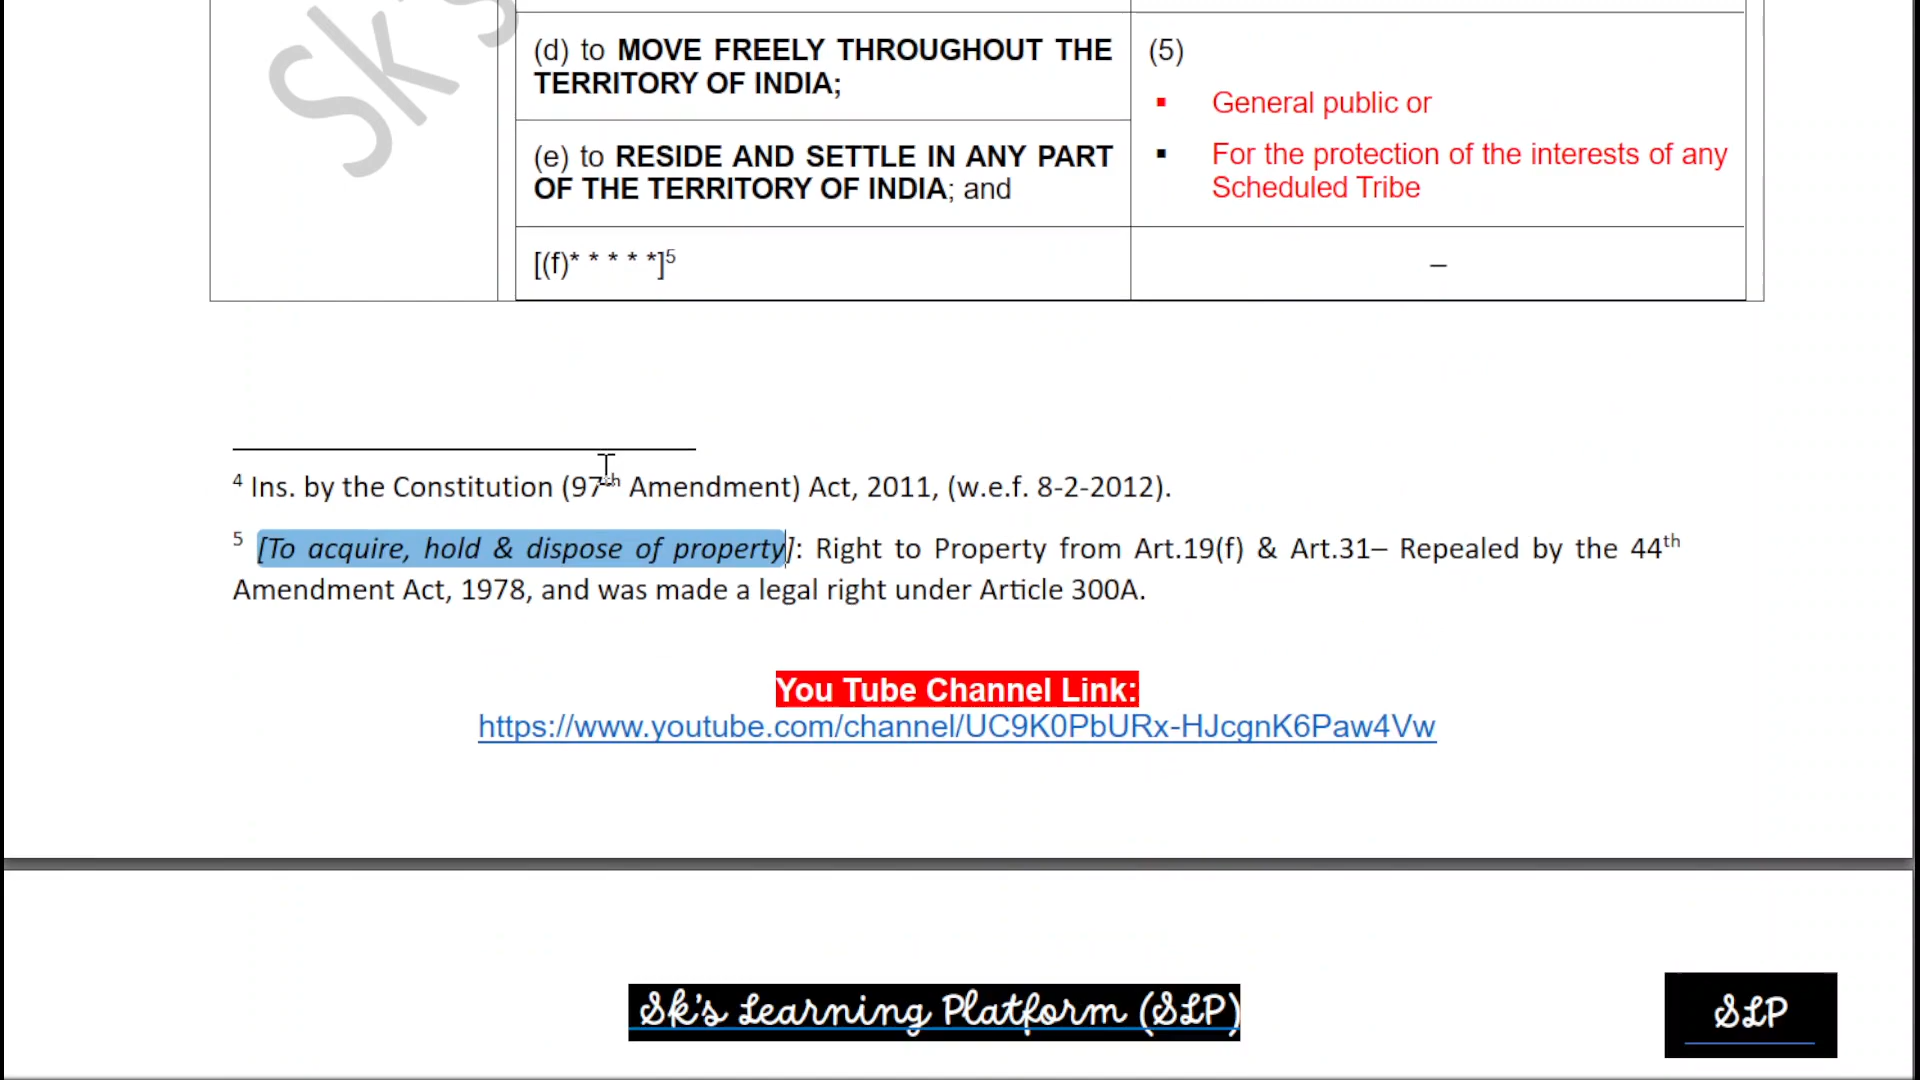 (d) to MOVE FREELY THROUGHOUT THE
TERRITORY OF INDIA;
(5)
▪ General public or
(e) to RESIDE AND SETTLE IN ANY PART
OF THE TERRITORY OF INDIA; and
▪ For the protection of the interests of any
Scheduled Tribe
[(f)* * * * *]5
–
4 Ins. by the Constitution (97th Amendment) Act, 2011, (w.e.f. 8-2-2012).
5 [To acquire, hold & dispose of property]: Right to Property from Art.19(f) & Art.31– Repealed by the 44th
Amendment Act, 1978, and was made a legal right under Article 300A.
You Tube Channel Link:
https://www.youtube.com/channel/UC9K0PbURx-HJcgnK6Paw4Vw
Sk's Learning Platform (SLP)
SLP